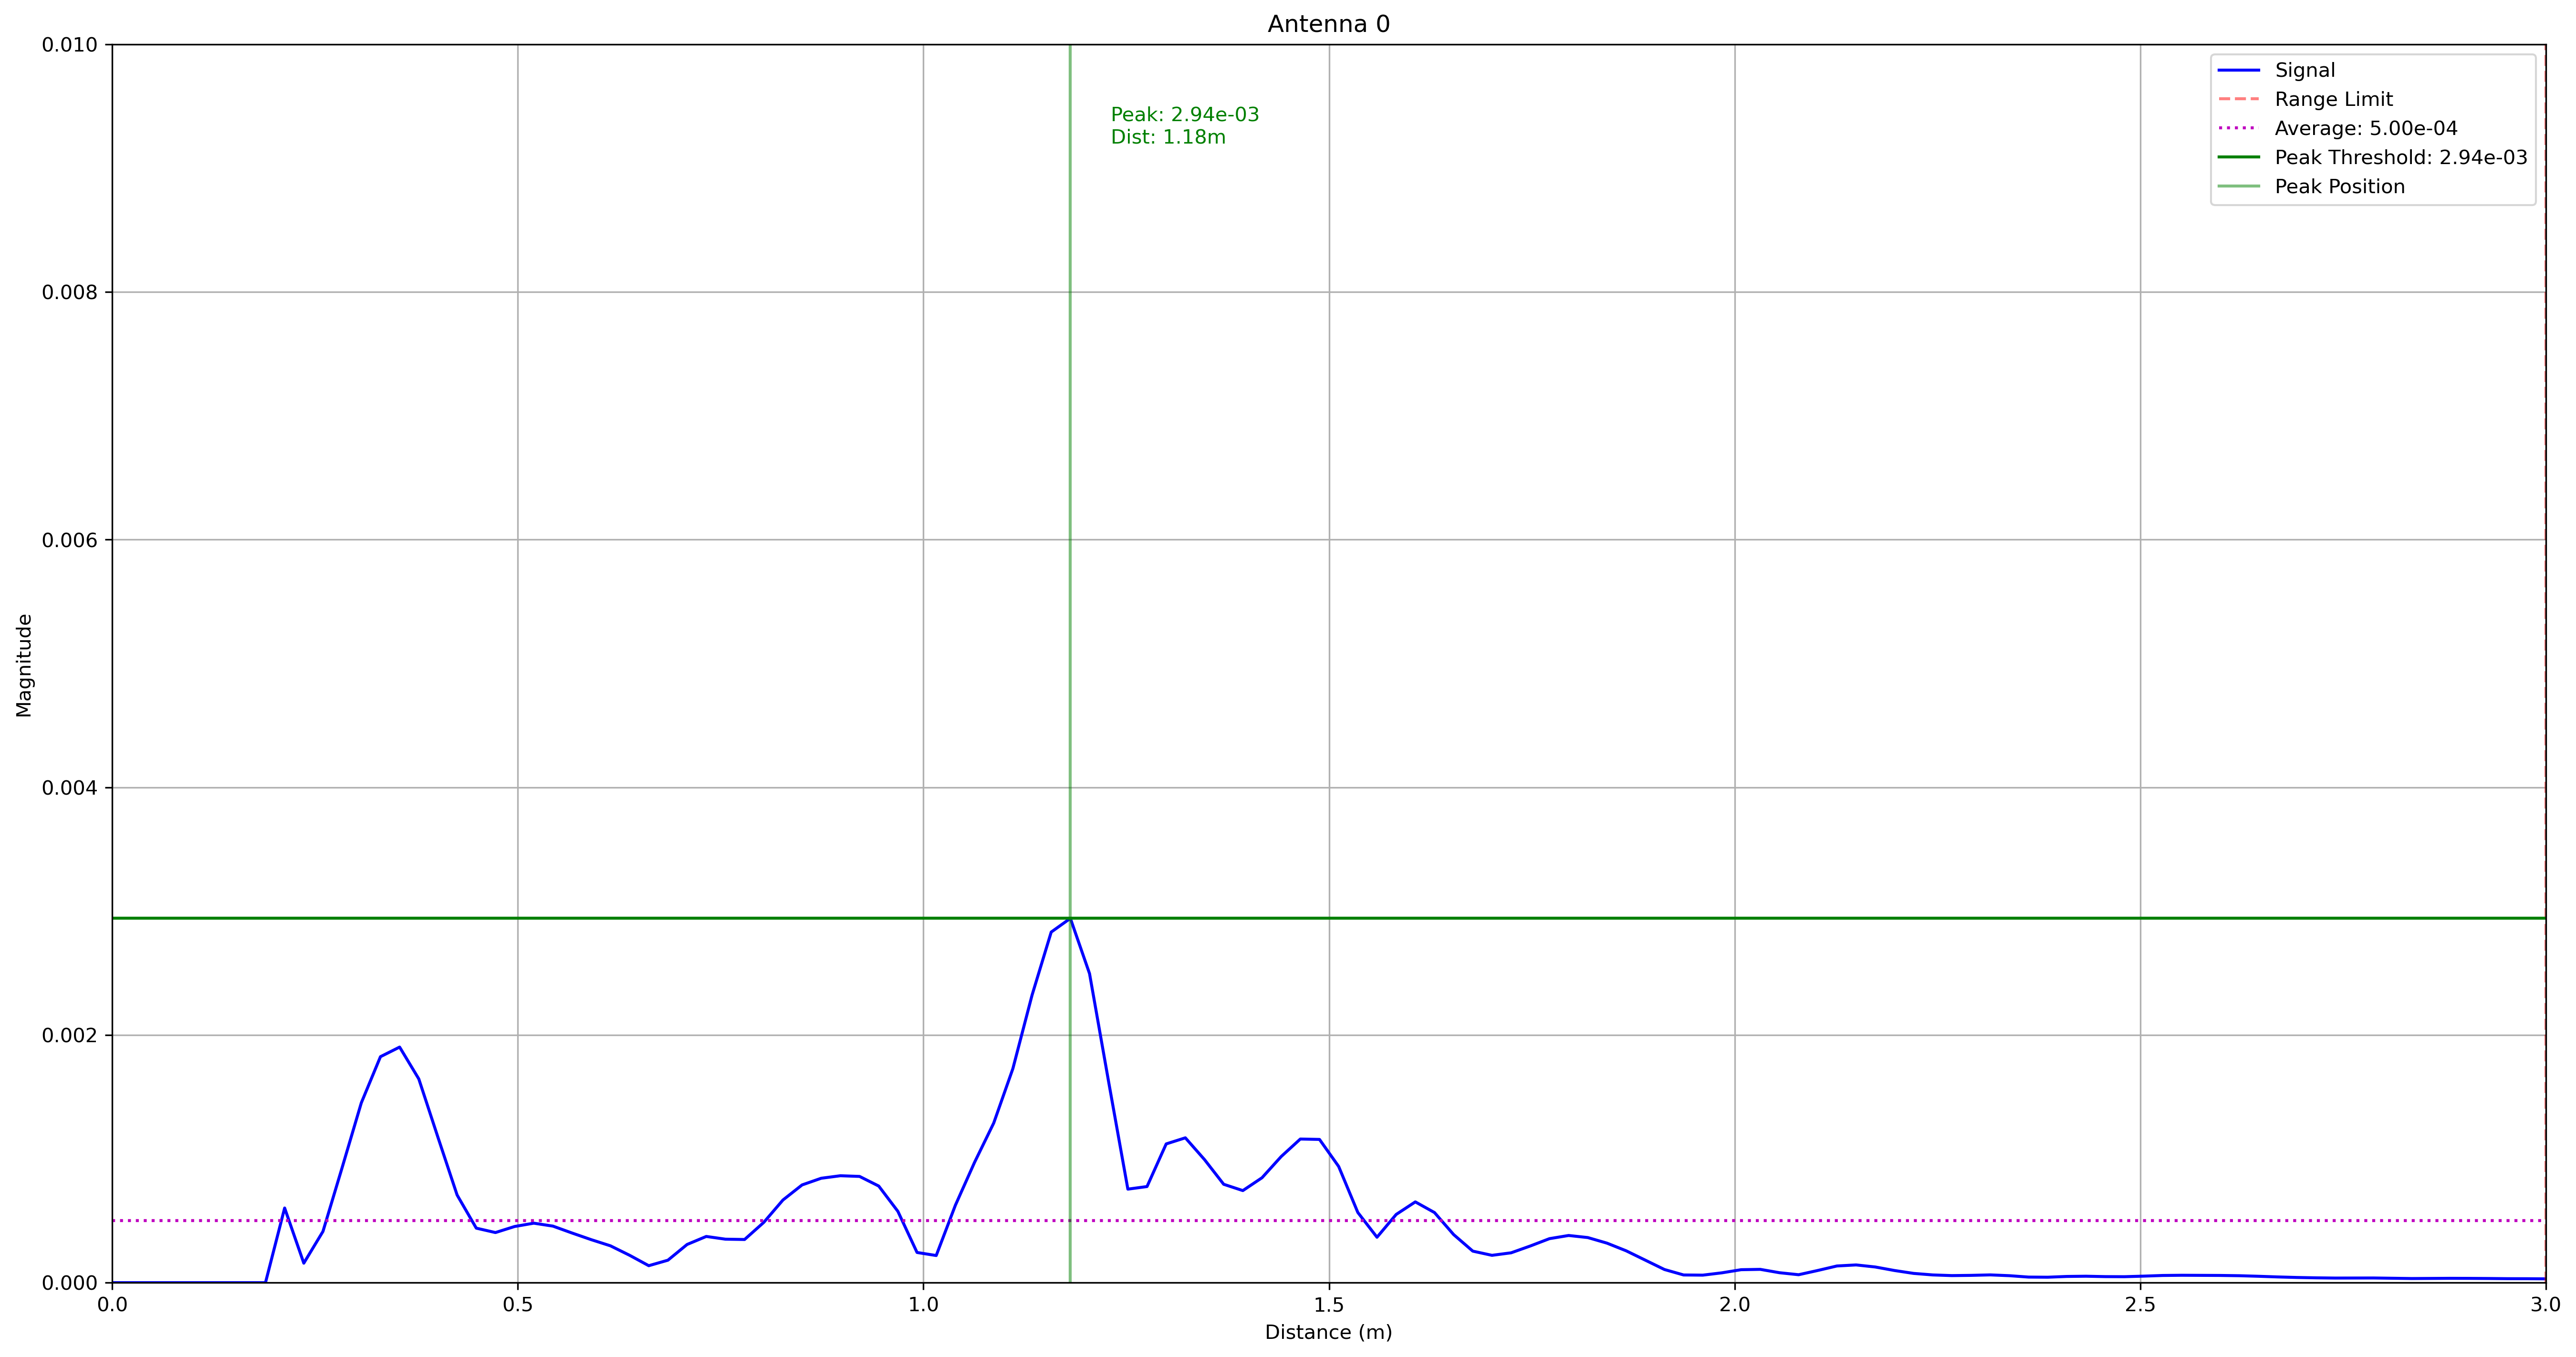 Antenna 0
0.010
0.008
0.006
0.004
0.002
0.000
Magnitude
Peak: 2.94e-03
Dist: 1.18m
Signal
Range Limit
Average: 5.00e-04
Peak Threshold: 2.94e-03
Peak Position
0.0
0.5
1.0
1.5
2.0
2.5
3.0
Distance (m)